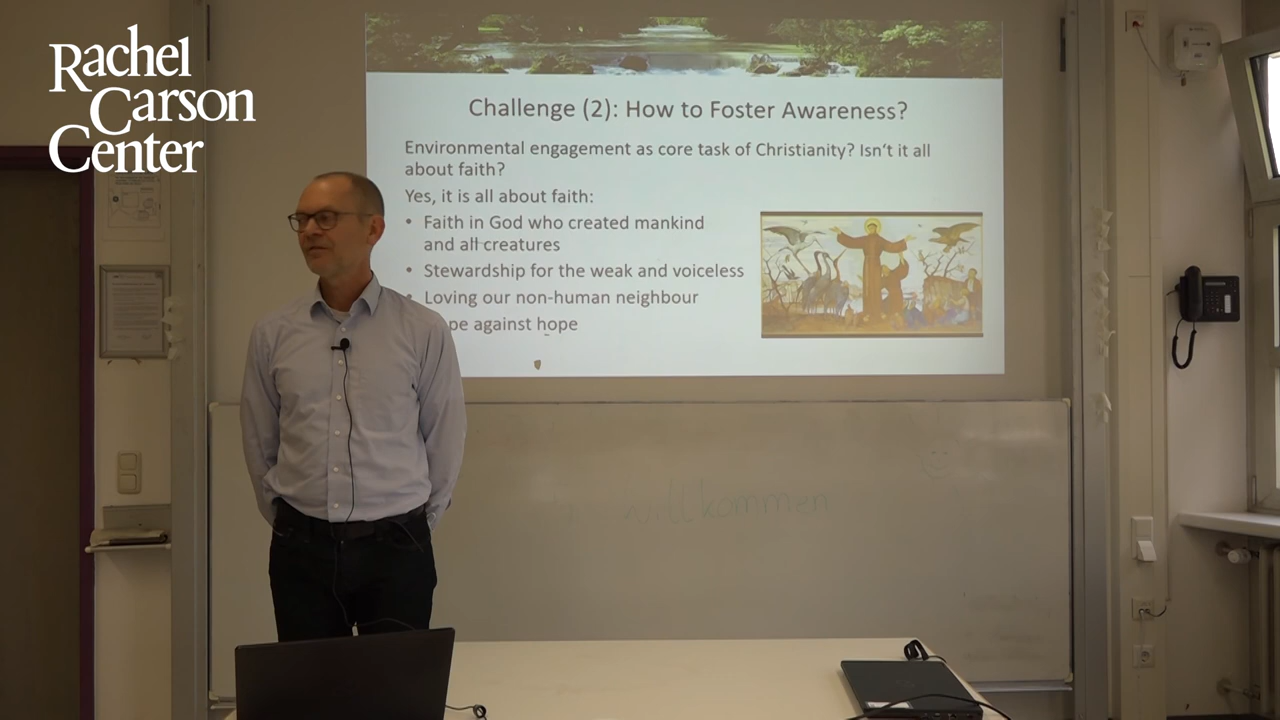 Rachel
Carson
Center
Challenge (2): How to Foster Awareness?
Environmental engagement as core task of Christianity? Isn't it all
about faith?
Yes, it is all about faith:
• Faith in God who created mankind
and all creatures
• Stewardship for the weak and voiceless
• Loving our non-human neighbour
pe against hope
willkommen